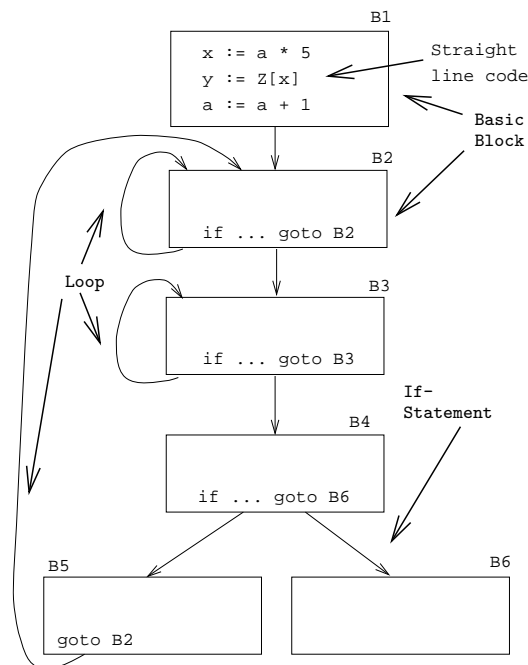 B1
x := a * 5
y := Z[x]
a := a + 1
Straight
line code
Basic
Block
B2
if ... goto B2
Loop
B3
if ... goto B3
If-
Statement
B4
if ... goto B6
B5
goto B2
B6